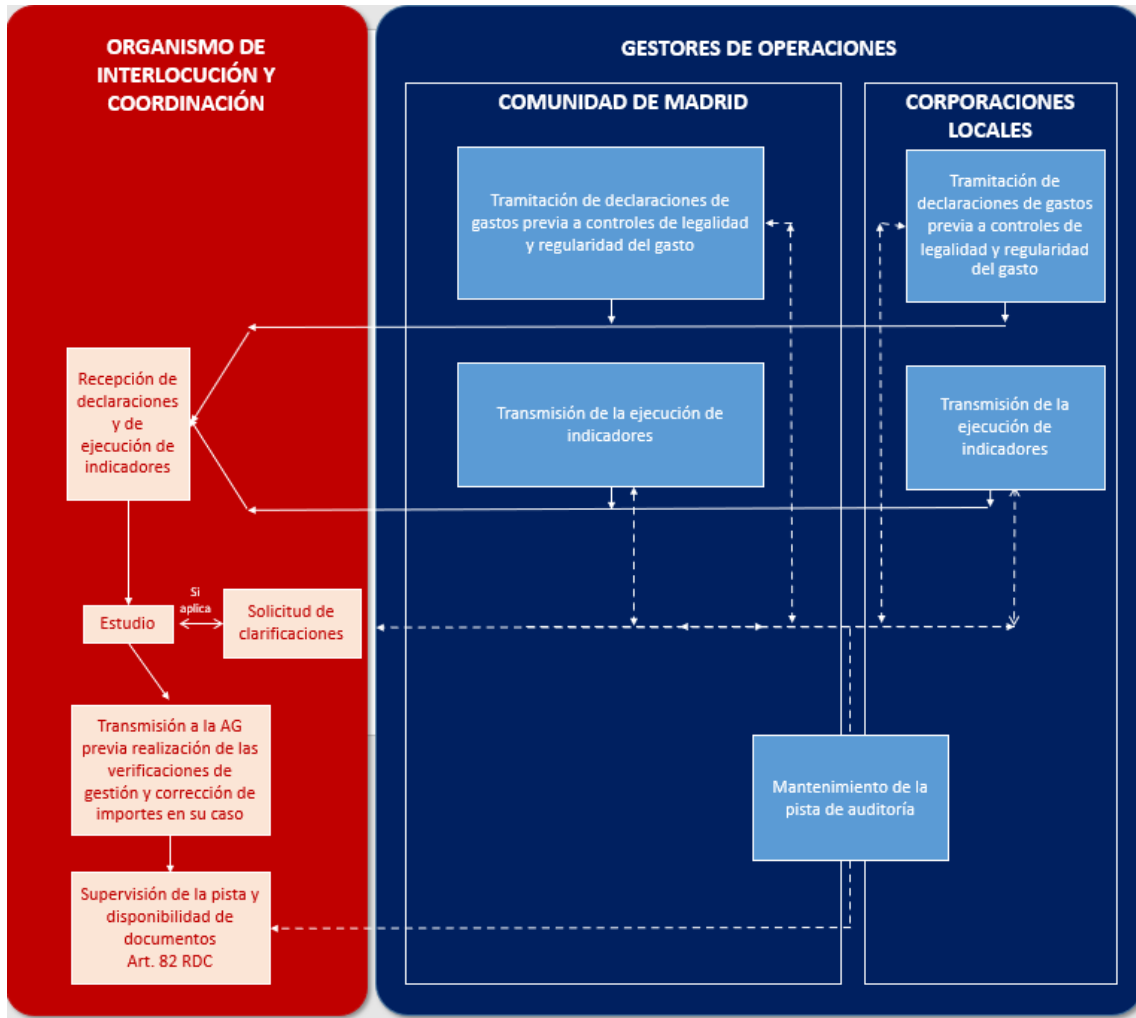 ORGANISMO DE
INTERLOCUCIÓN Y
COORDINACIÓN
GESTORES DE OPERACIONES
COMUNIDAD DE MADRID
CORPORACIONES
LOCALES
Tramitación de declaraciones de
gastos previa a controles de legalidad
y regularidad del gasto
Tramitación de
declaraciones de gastos
previa a controles de
legalidad y regularidad
del gasto
Recepción de
declaraciones
y de
ejecución de
indicadores
Transmisión de la ejecución de
indicadores
Transmisión de la
ejecución de
indicadores
Estudio
Si
aplica
Solicitud de
clarificaciones
Transmisión a la AG
previa realización de las
verificaciones de
gestión y corrección de
importes en su caso
Mantenimiento de la
pista de auditoría
Supervisión de la pista y
disponibilidad de
documentos
Art. 82 RDC